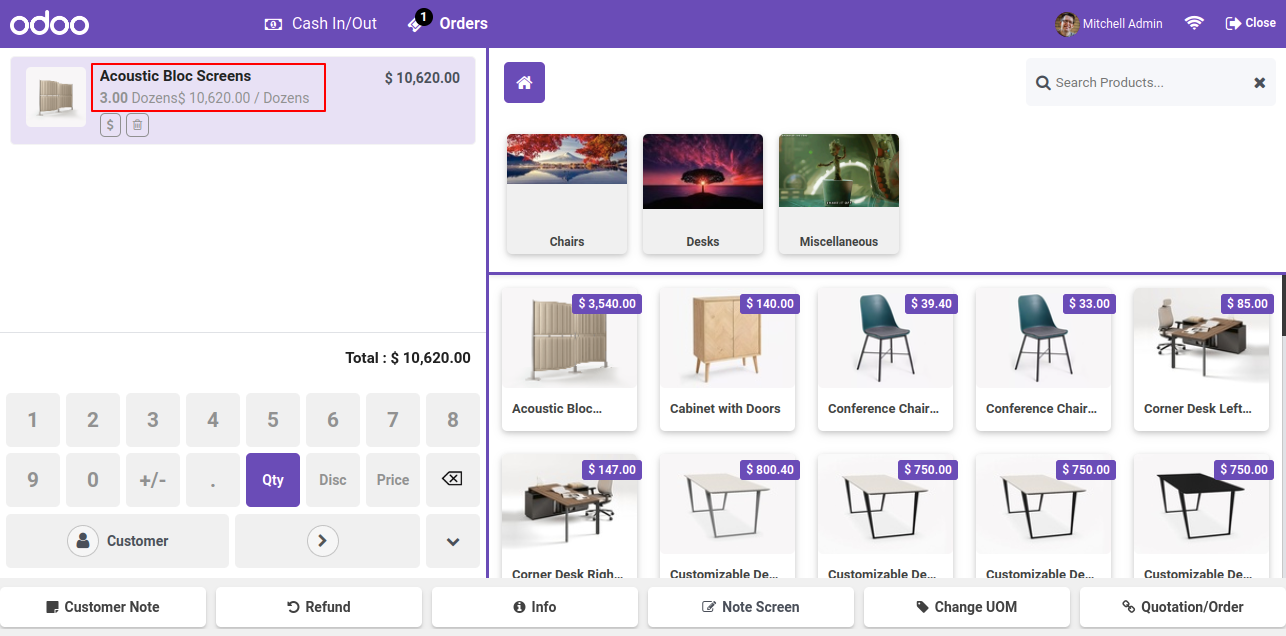 odoo
Cash In/Out
1
Orders
Mitchell Admin
Close
Acoustic Bloc Screens
$ 10,620.00
3.00 Dozens$ 10,620.00 / Dozens
$
Search Products...
Chairs
Desks
Miscellaneous
Total : $ 10,620.00
1 2 3 4 5 6 7 8
9 0 +/- . Qty Disc Price
Customer
$ 3,540.00
Acoustic Bloc...
$ 140.00
Cabinet with Doors
$ 39.40
Conference Chair...
$ 33.00
Conference Chair...
$ 85.00
Corner Desk Left...
$ 147.00
Corner Desk Righ...
$ 800.40
Customizable De...
$ 750.00
Customizable De...
$ 750.00
Customizable De...
$ 750.00
Customizable De...
Customer Note
Refund
Info
Note Screen
Change UOM
Quotation/Order